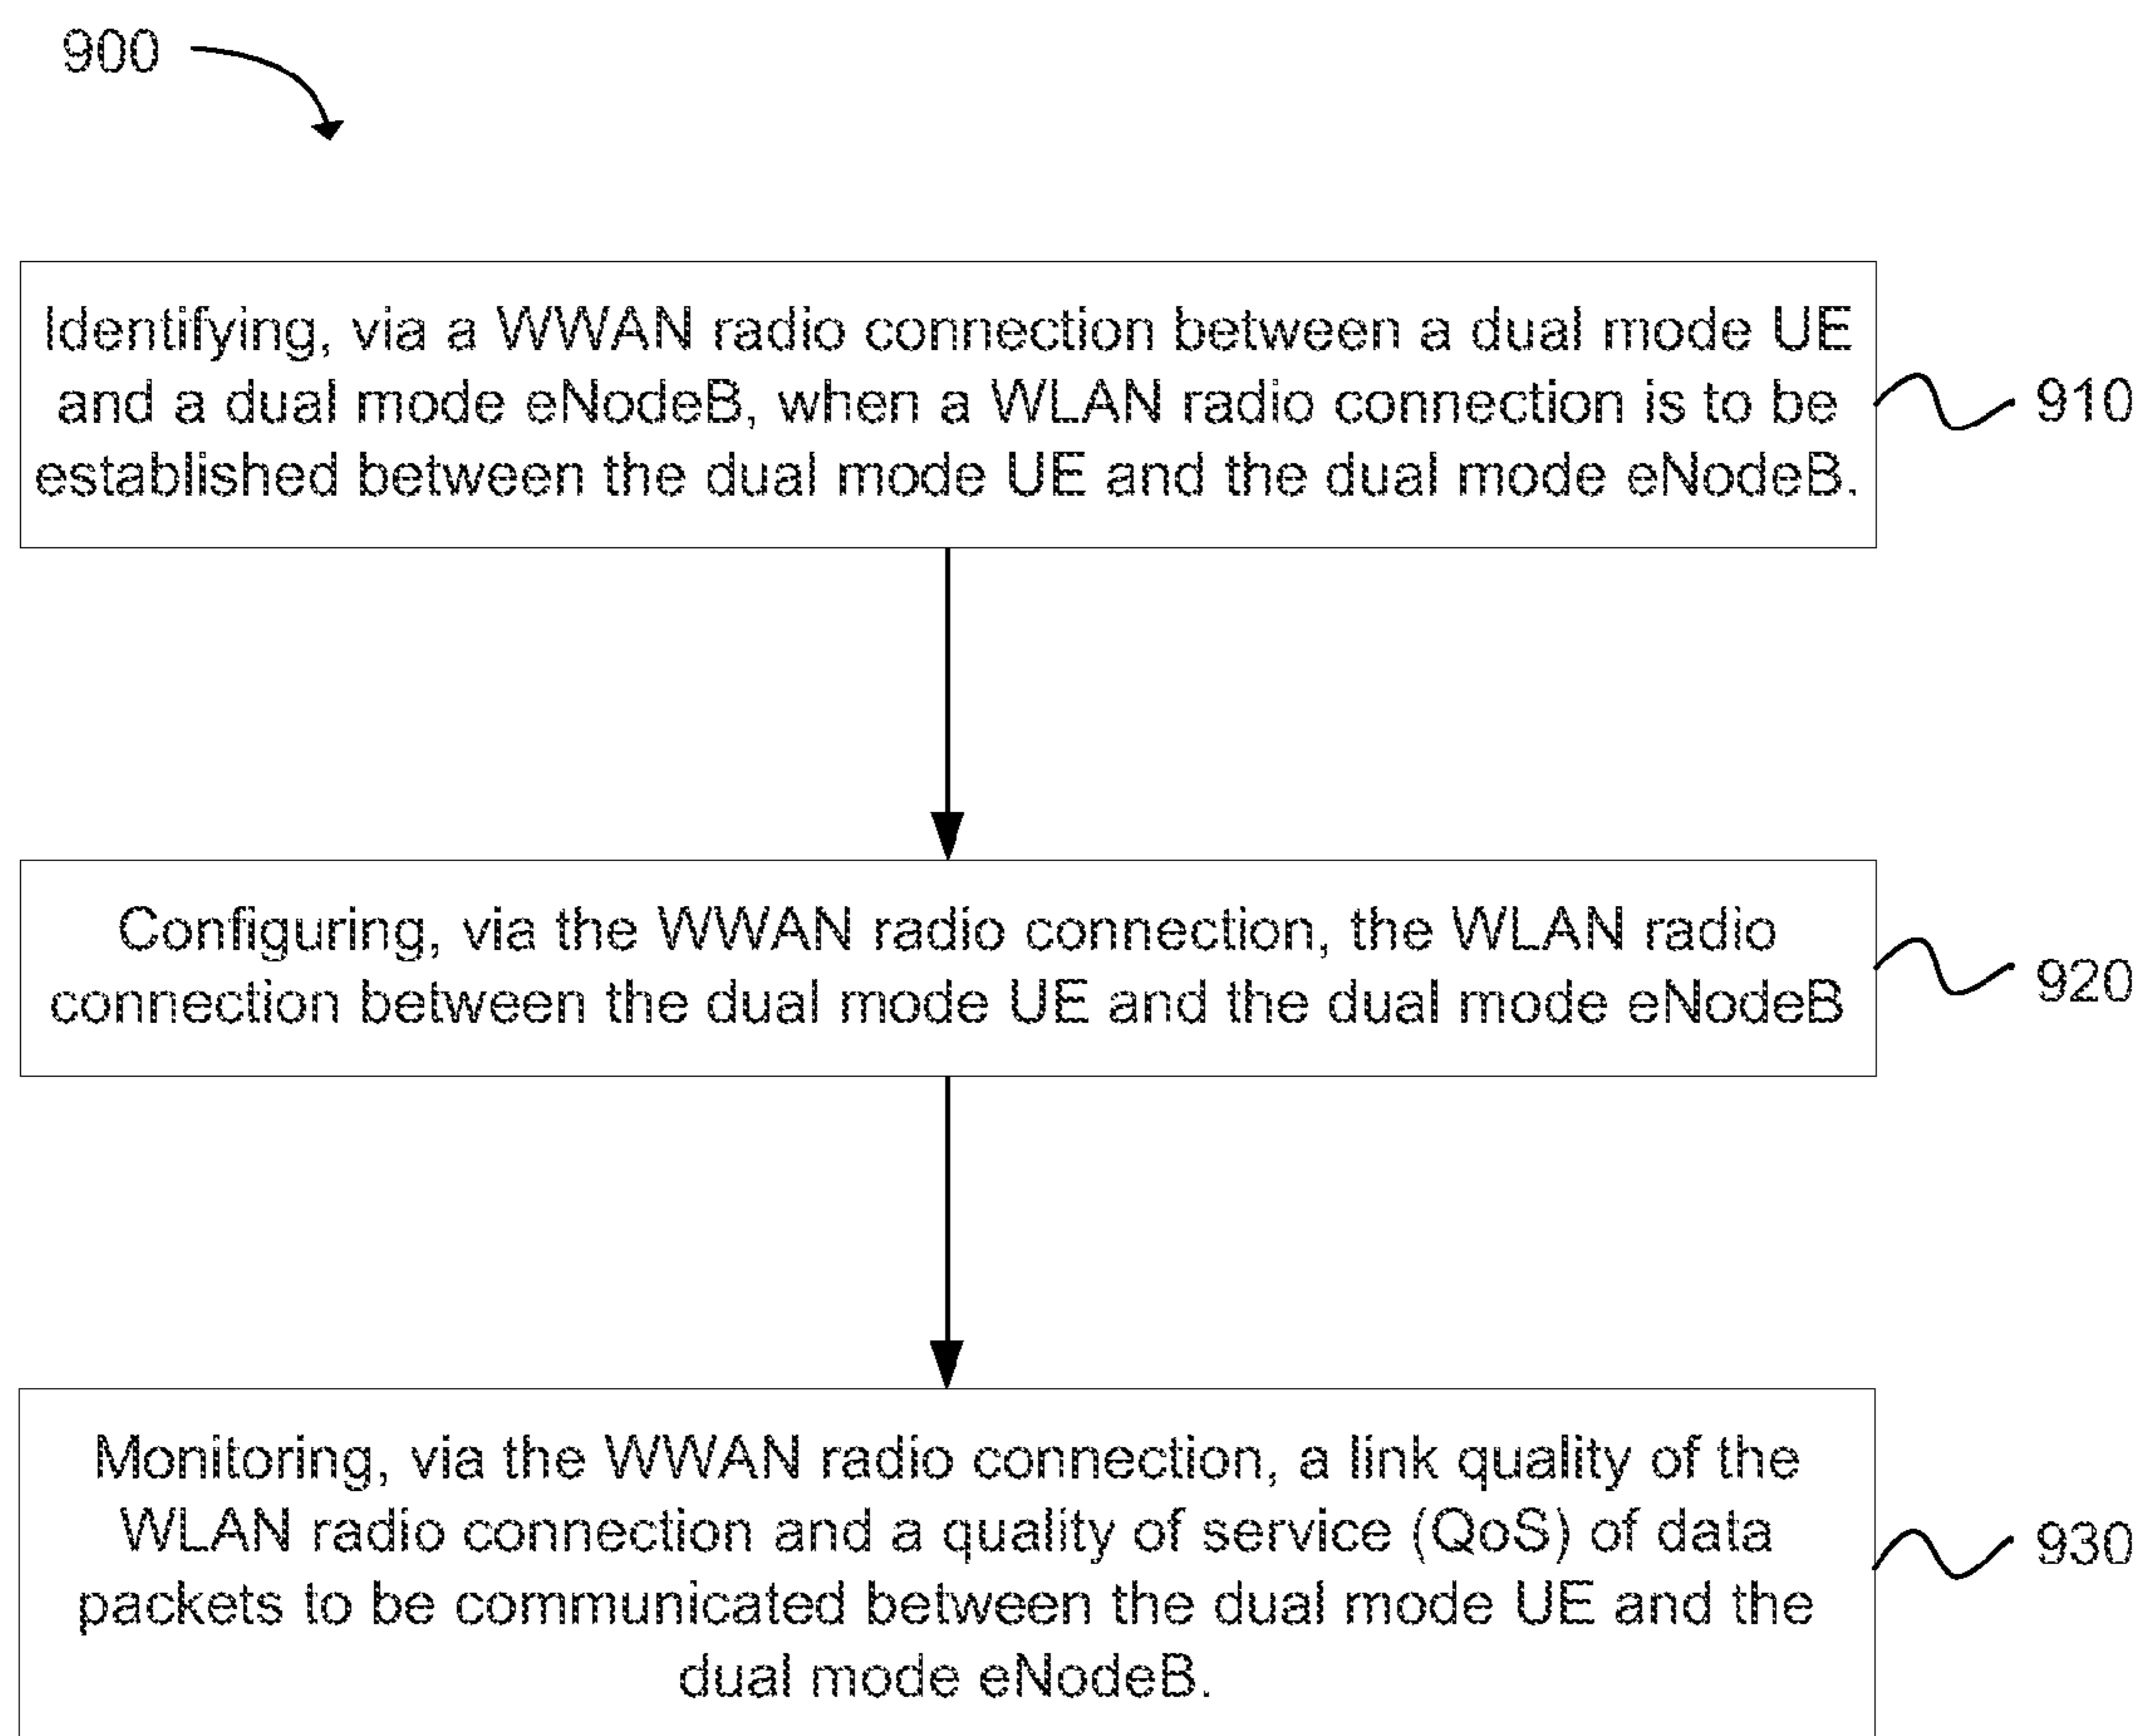 900
Identifying, via a WWAN radio connection between a dual mode UE
and a dual mode eNodeB, when a WLAN radio connection is to be
established between the dual mode UE and the dual mode eNodeB.
910
Configuring, via the WWAN radio connection, the WLAN radio
connection between the dual mode UE and the dual mode eNodeB
920
Monitoring, via the WWAN radio connection, a link quality of the
WLAN radio connection and a quality of service (QoS) of data
packets to be communicated between the dual mode UE and the
dual mode eNodeB.
930